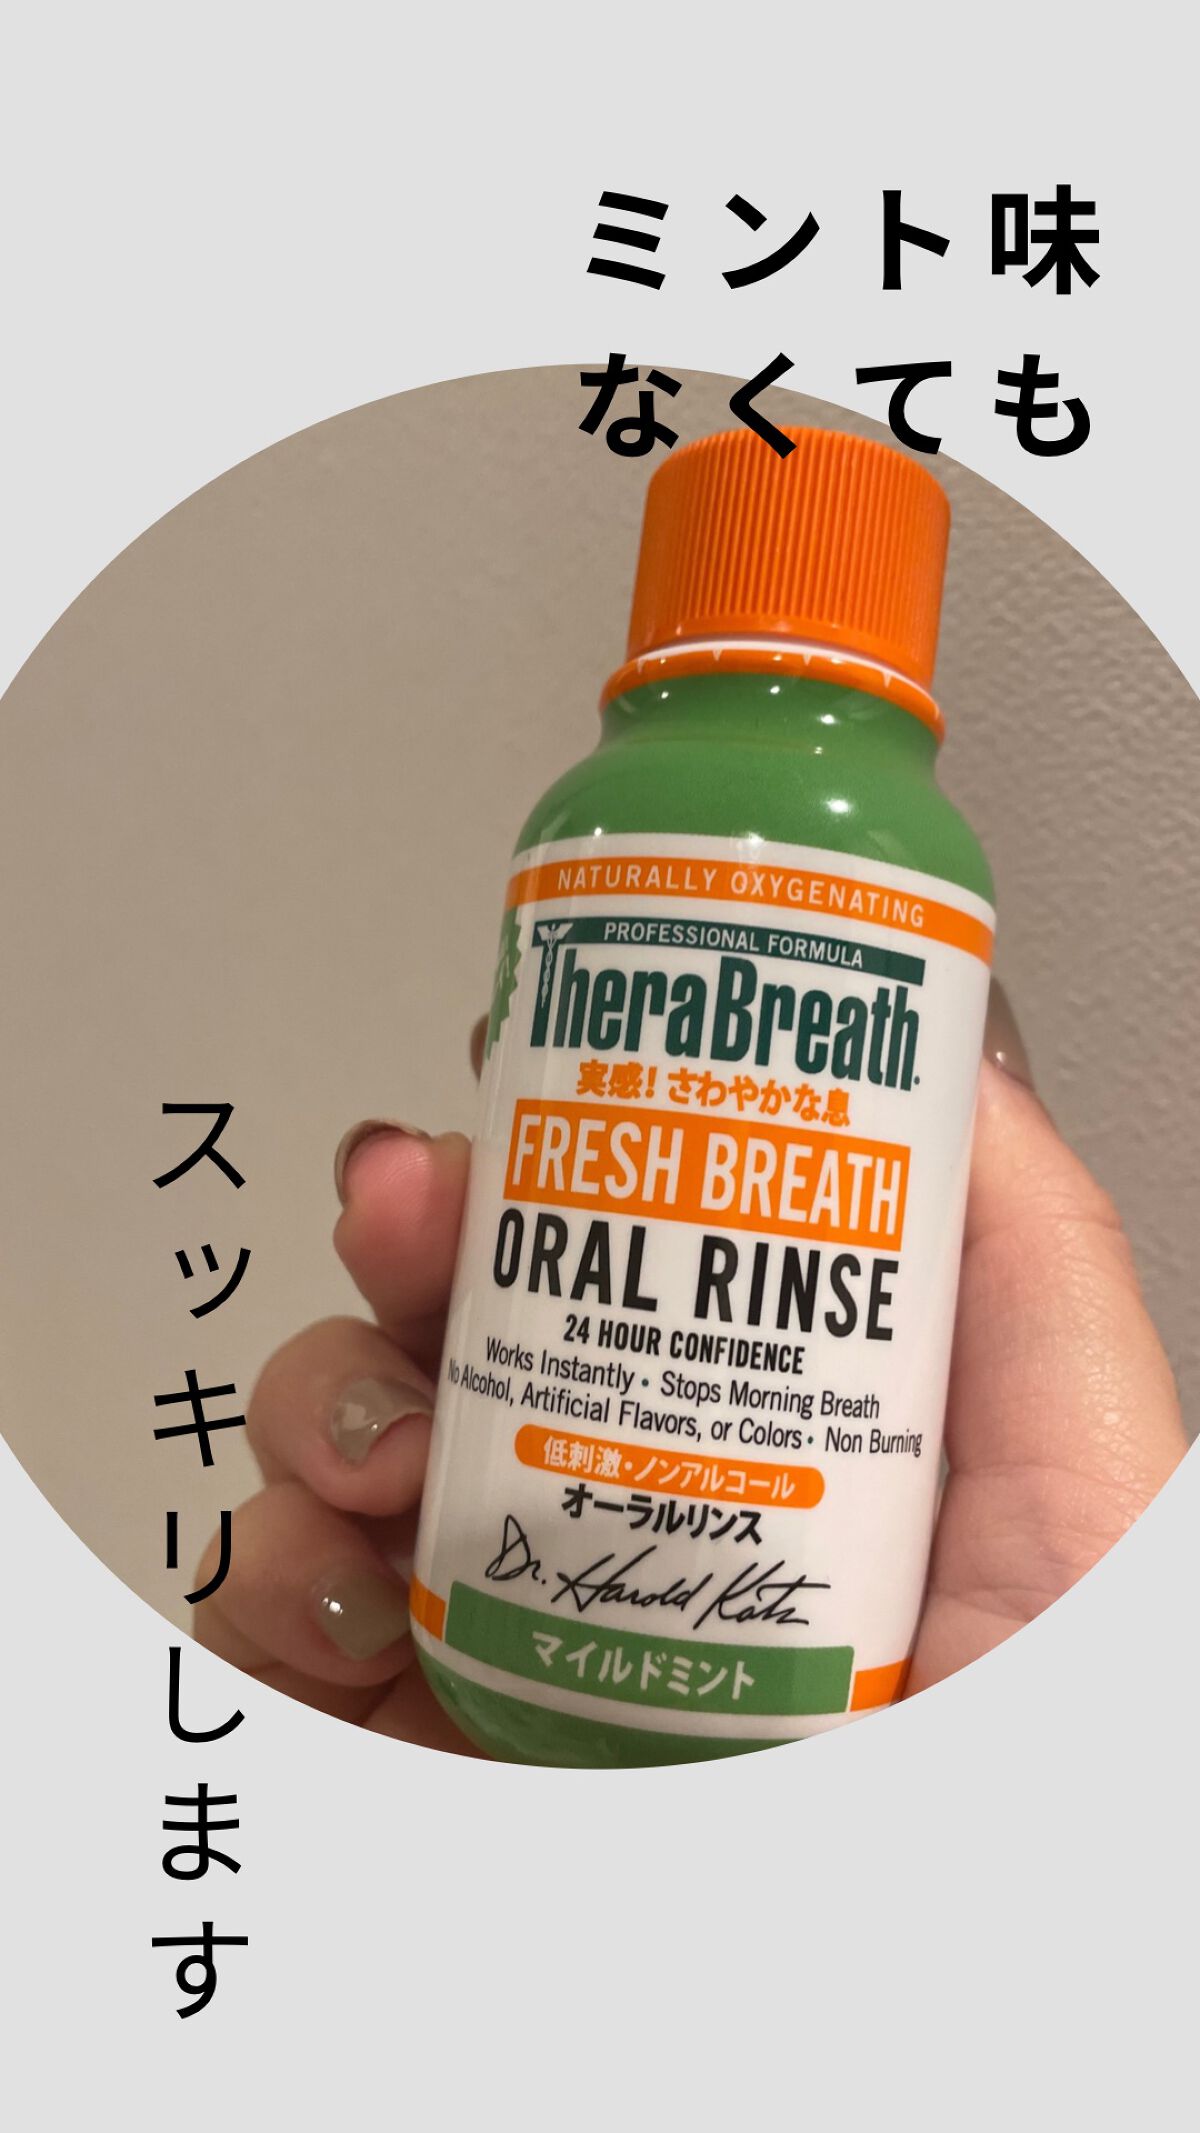 ミント味
なくても
NATURALLY OXYGENATING
PROFESSIONAL FORMULA
TheraBreath.
実感！さわやかな息
FRESH BREATH
ORAL RINSE
24 HOUR CONFIDENCE
Works Instantly・Stops Morning Breath
No Alcohol, Artificial Flavors, or Colors・Non Burning
低刺激・ノンアルコール
オーラルリンス
Dr. Harold Katz
マイルドミント
スッキリします